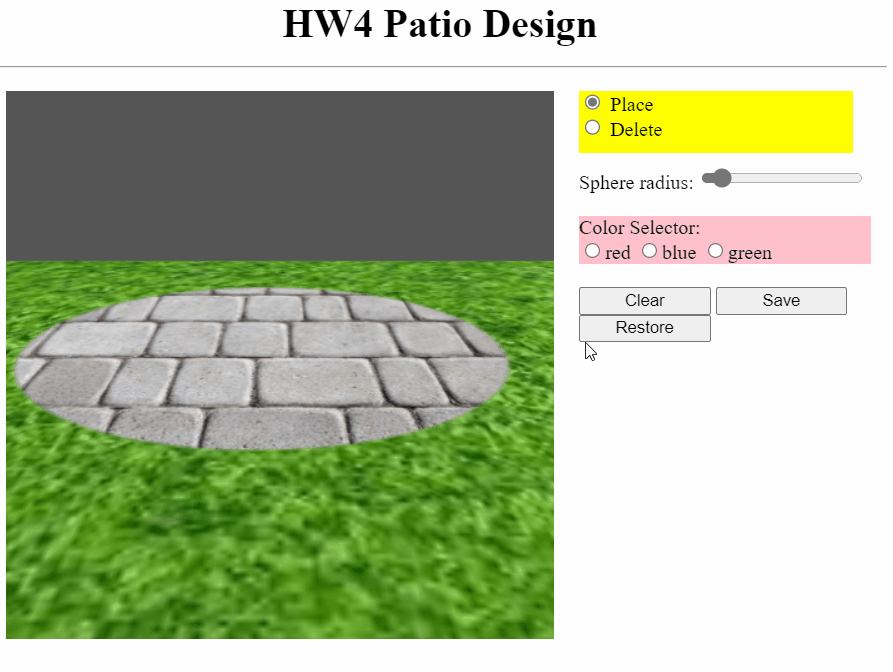 HW4 Patio Design
Place
Delete
Sphere radius:
Color Selector:
red blue green
Clear Save
Restore